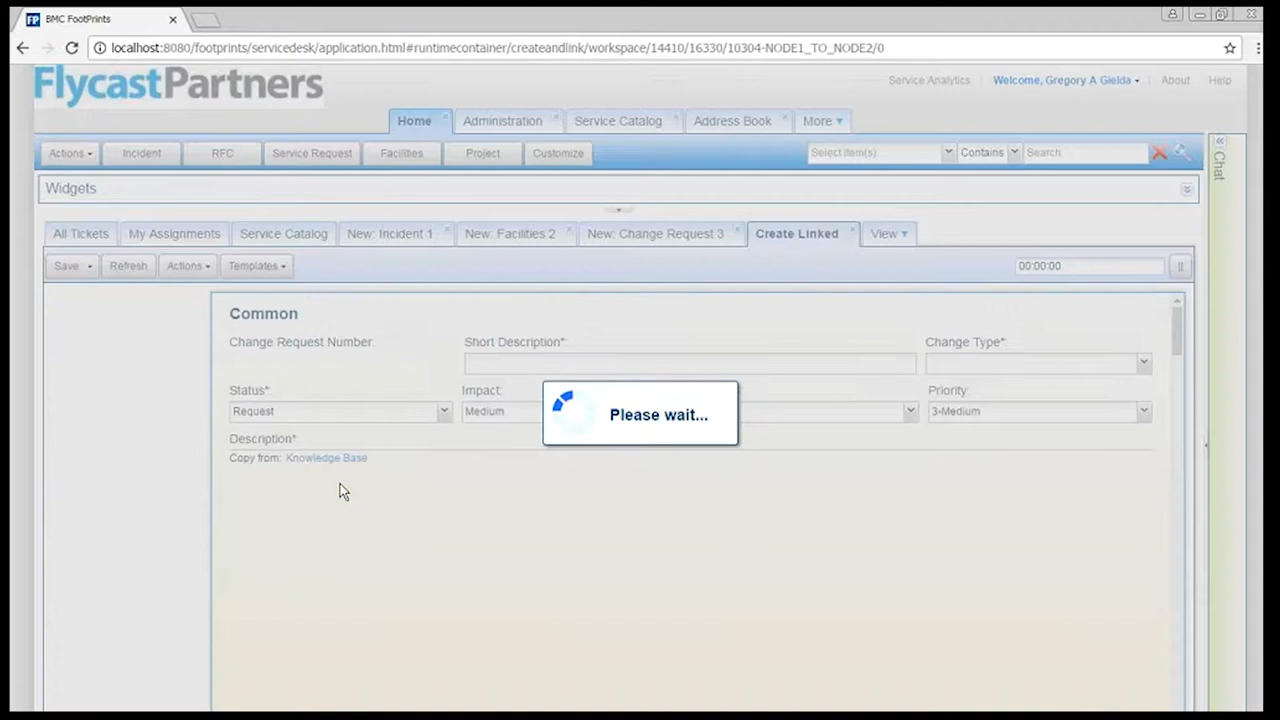 BMC FootPrints
localhost:8080/footprints/servicedesk/application.html#runtimecontainer/createandlink/workspace/14410/16330/10304-NODE1_TO_NODE2/0
FlycastPartners
Service Analytics Welcome, Gregory A Gielda About Help
Home Administration Service Catalog Address Book More
Actions Incident RFC Service Request Facilities Project Customize Select item(s) Contains Search
Chat
Widgets
All Tickets My Assignments Service Catalog New: Incident 1 New: Facilities 2 New: Change Request 3 Create Linked View
Save Refresh Actions Templates 00:00:00
Common
Change Request Number: Short Description*: Change Type*:
Status*: Impact: Priority:
Request Medium 3-Medium
Please wait...
Description*
Copy from: Knowledge Base